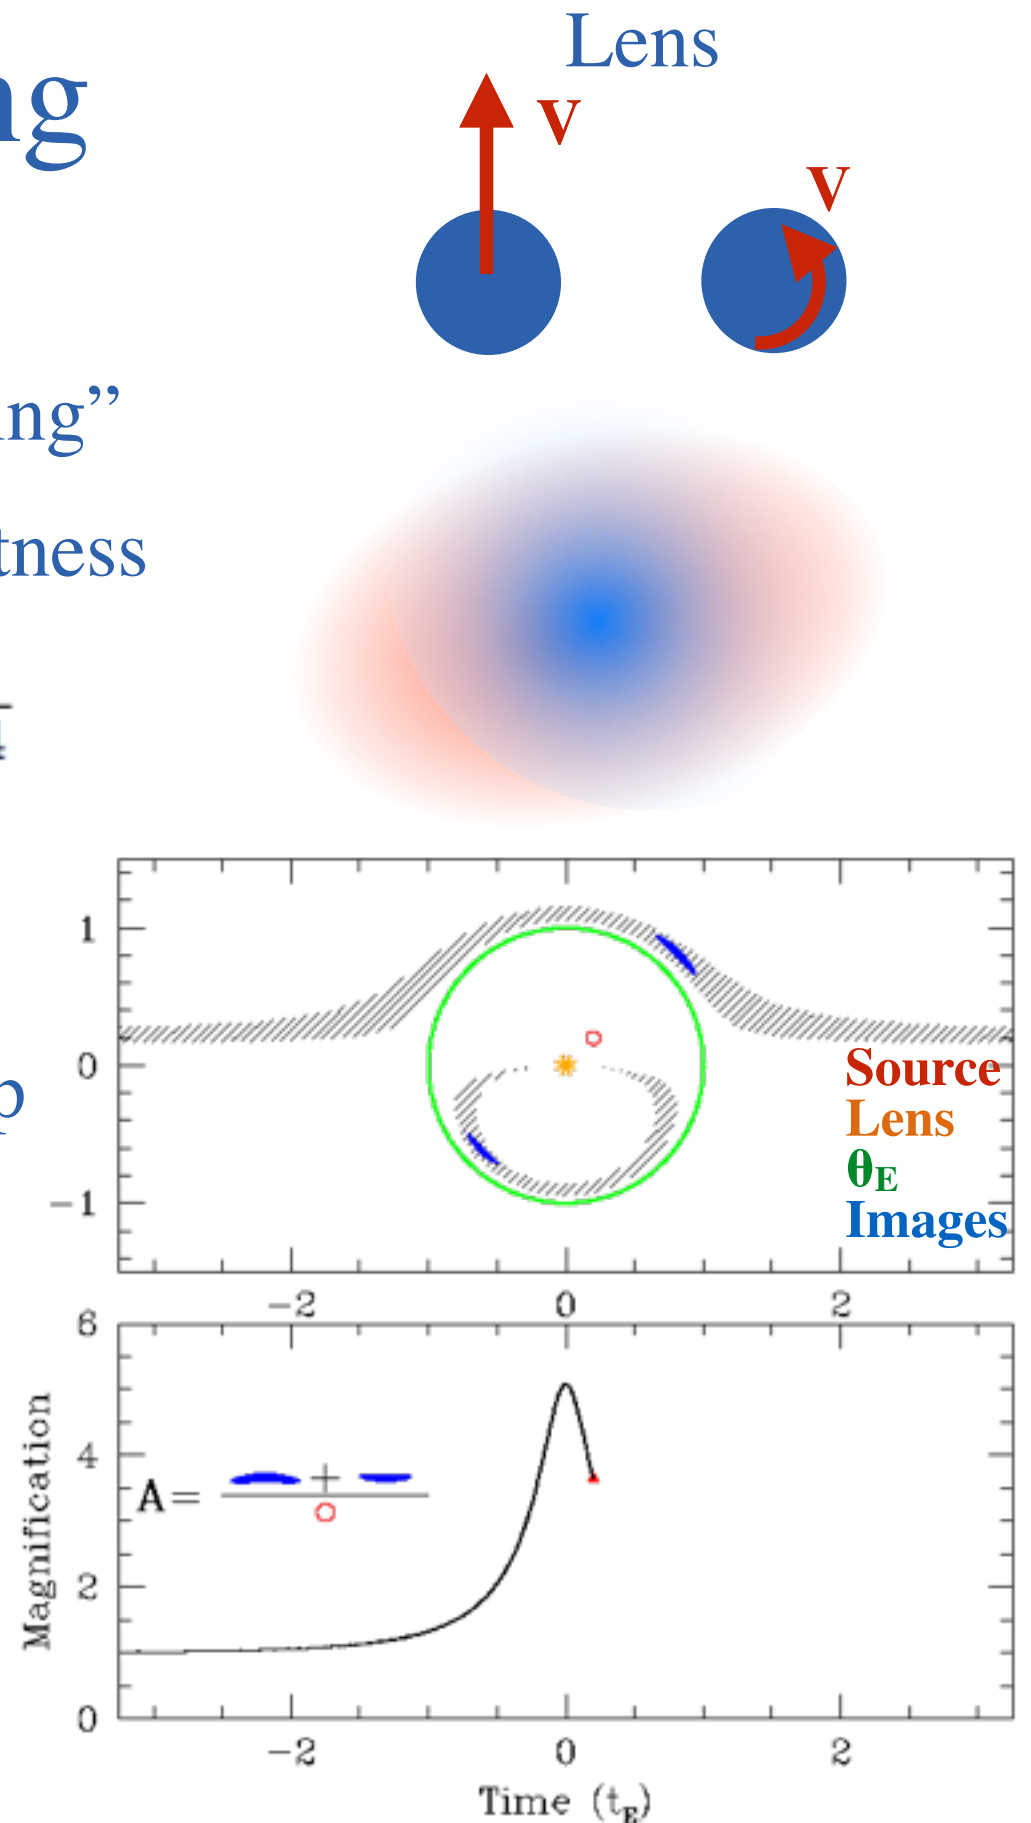 Lens
ng
v
v
ing”
tness
1
0
-1
p
Source
Lens
θE
Images
-2 0 2
6
4
2
0
Magnification
A= +
-2 0 2
Time (tE)